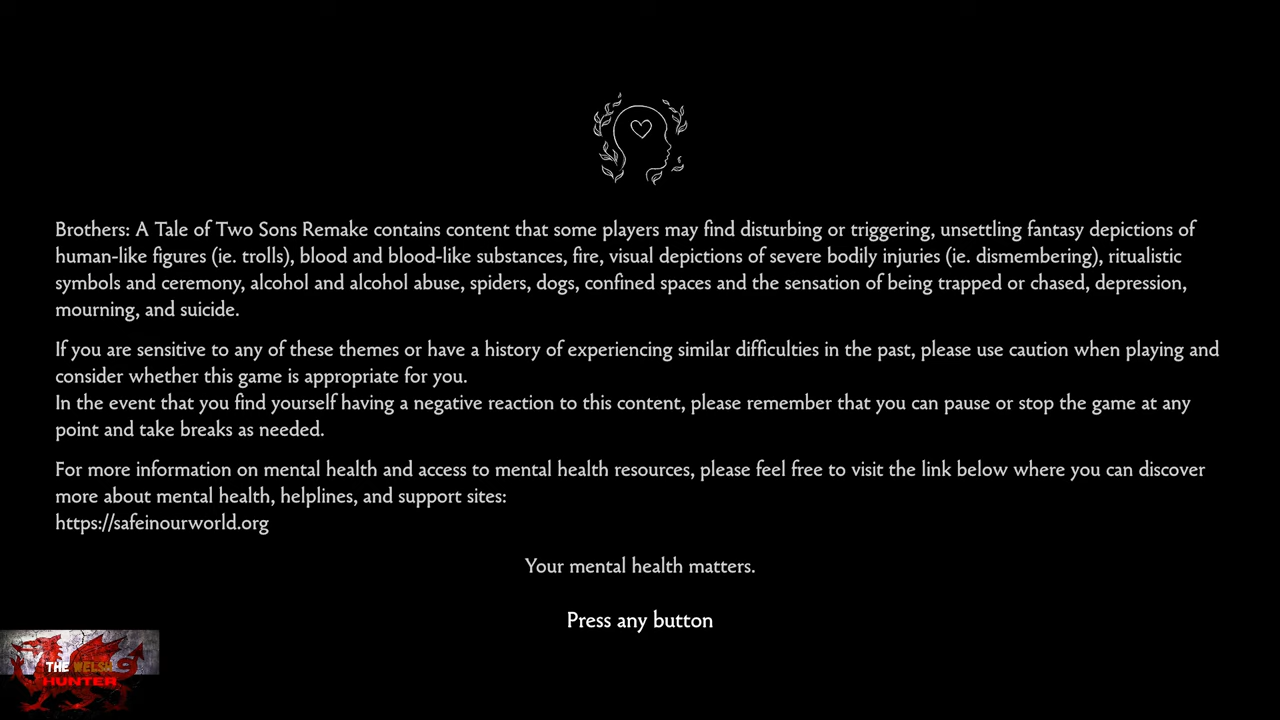 Brothers: A Tale of Two Sons Remake contains content that some players may find disturbing or triggering, unsettling fantasy depictions of
human-like figures (ie. trolls), blood and blood-like substances, fire, visual depictions of severe bodily injuries (ie. dismembering), ritualistic
symbols and ceremony, alcohol and alcohol abuse, spiders, dogs, confined spaces and the sensation of being trapped or chased, depression,
mourning, and suicide.
If you are sensitive to any of these themes or have a history of experiencing similar difficulties in the past, please use caution when playing and
consider whether this game is appropriate for you.
In the event that you find yourself having a negative reaction to this content, please remember that you can pause or stop the game at any
point and take breaks as needed.
For more information on mental health and access to mental health resources, please feel free to visit the link below where you can discover
more about mental health, helplines, and support sites:
https://safeinourworld.org
Your mental health matters.
Press any button
THE WELSH
HUNTER